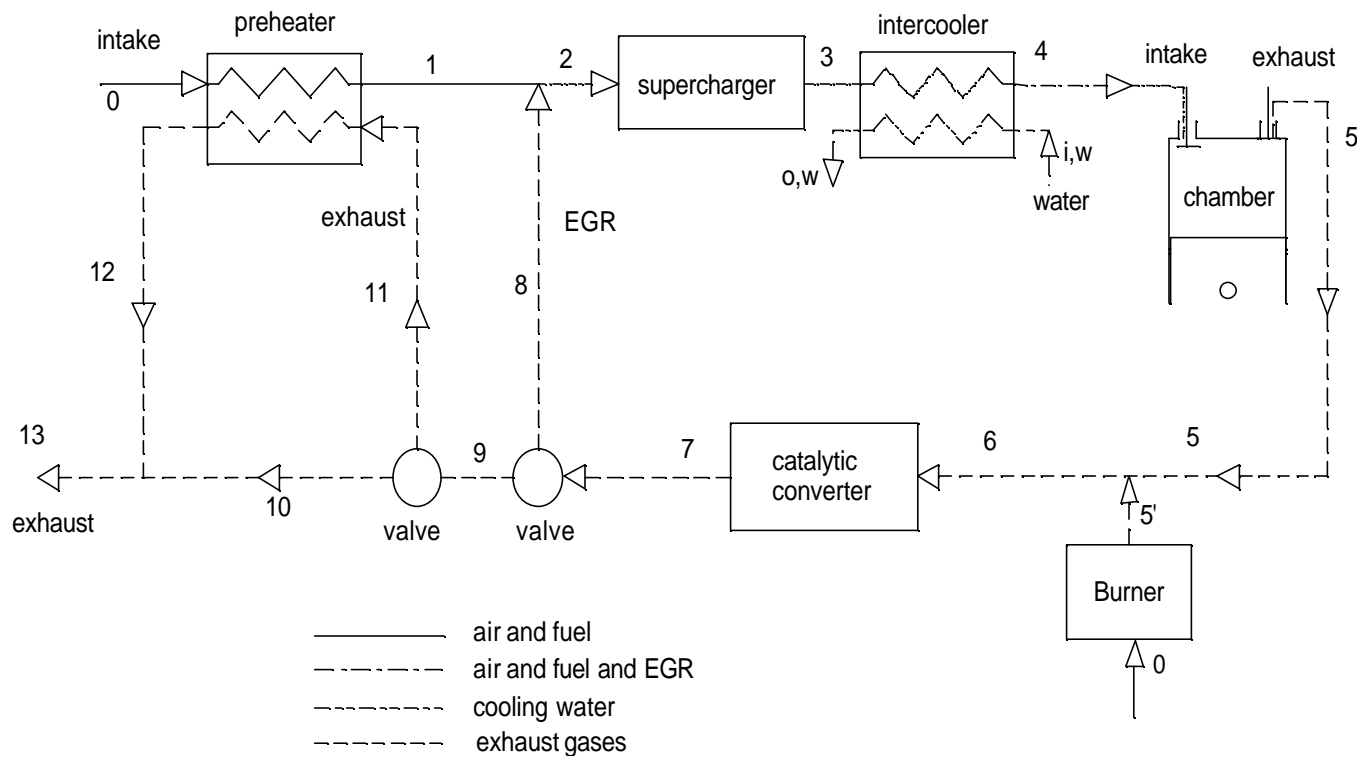 preheater
intake
0
1
2
supercharger
3
intercooler
4
intake
exhaust
5
o,w
i,w
water
chamber
exhaust
EGR
12
11
8
13
exhaust
10
valve
9
valve
7
catalytic
converter
6
5
5'
Burner
0
air and fuel
air and fuel and EGR
cooling water
exhaust gases